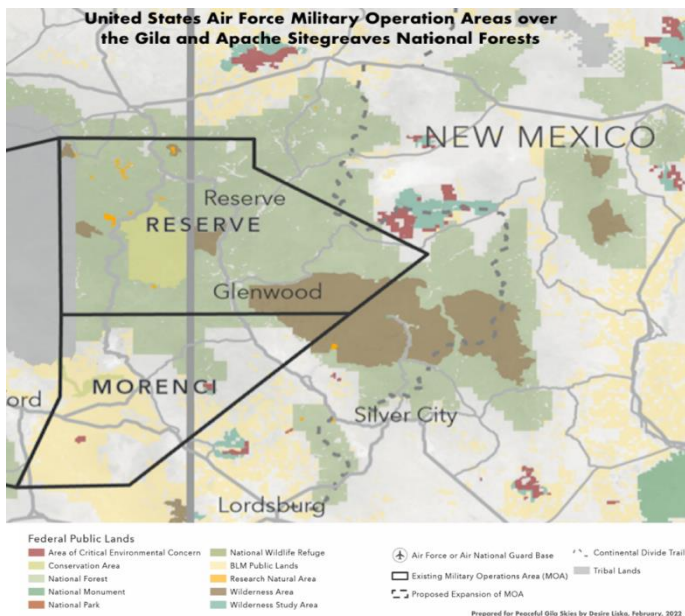 United States Air Force Military Operation Areas over
the Gila and Apache Sitegreaves National Forests
NEW MEXICO
Reserve
RESERVE
Glenwood
MORENCI
ord
Silver City
Lordsburg
Federal Public Lands
Area of Critical Environmental Concern
Conservation Area
National Forest
National Monument
National Park
National Wildlife Refuge
BLM Public Lands
Research Natural Area
Wilderness Area
Wilderness Study Area
Air Force or Air National Guard Base
Existing Military Operations Area (MOA)
Proposed Expansion of MOA
Continental Divide Trail
Tribal Lands
Prepared for Peaceful Gila Skies by Desire Liska, February, 2022